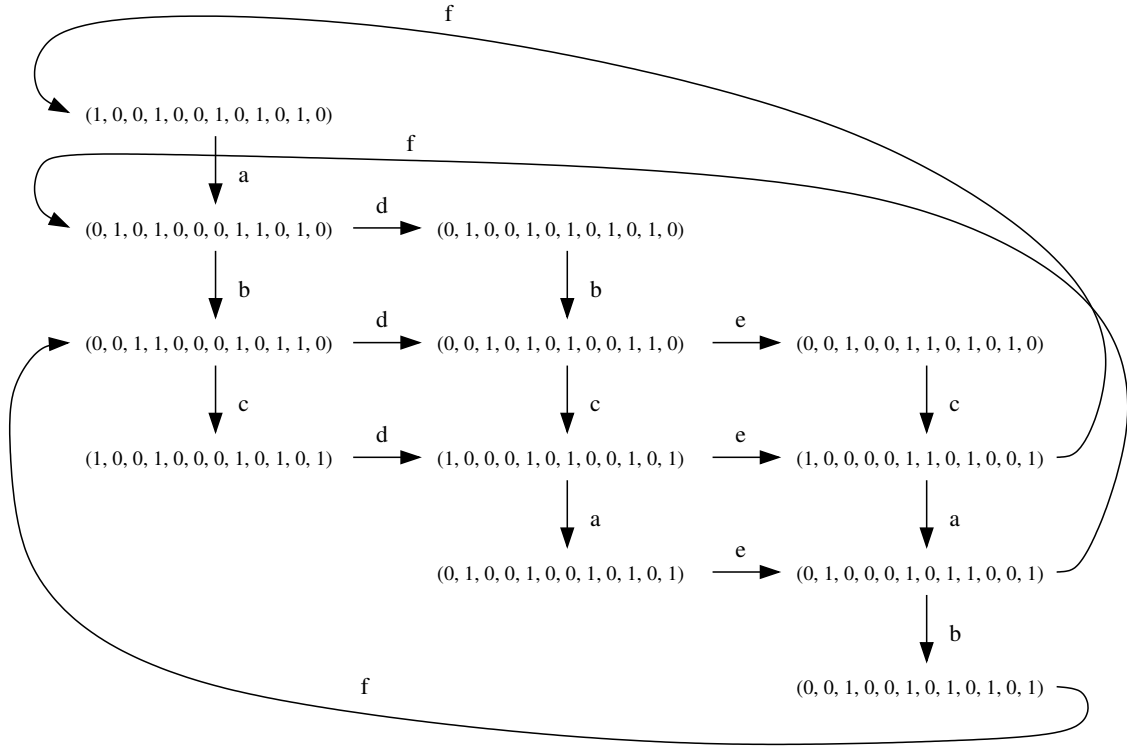 f
(1, 0, 0, 1, 0, 0, 1, 0, 1, 0, 1, 0)
f
a
(0, 1, 0, 1, 0, 0, 0, 1, 1, 0, 1, 0) d (0, 1, 0, 0, 1, 0, 1, 0, 1, 0, 1, 0)
b b
(0, 0, 1, 1, 0, 0, 0, 1, 0, 1, 1, 0) d (0, 0, 1, 0, 1, 0, 1, 0, 0, 1, 1, 0) e (0, 0, 1, 0, 0, 1, 1, 0, 1, 0, 1, 0)
c c c
(1, 0, 0, 1, 0, 0, 0, 1, 0, 1, 0, 1) d (1, 0, 0, 0, 1, 0, 1, 0, 0, 1, 0, 1) e (1, 0, 0, 0, 0, 1, 1, 0, 1, 0, 0, 1)
a a
(0, 1, 0, 0, 1, 0, 0, 1, 0, 1, 0, 1) e (0, 1, 0, 0, 0, 1, 0, 1, 1, 0, 0, 1)
b
f (0, 0, 1, 0, 0, 1, 0, 1, 0, 1, 0, 1)